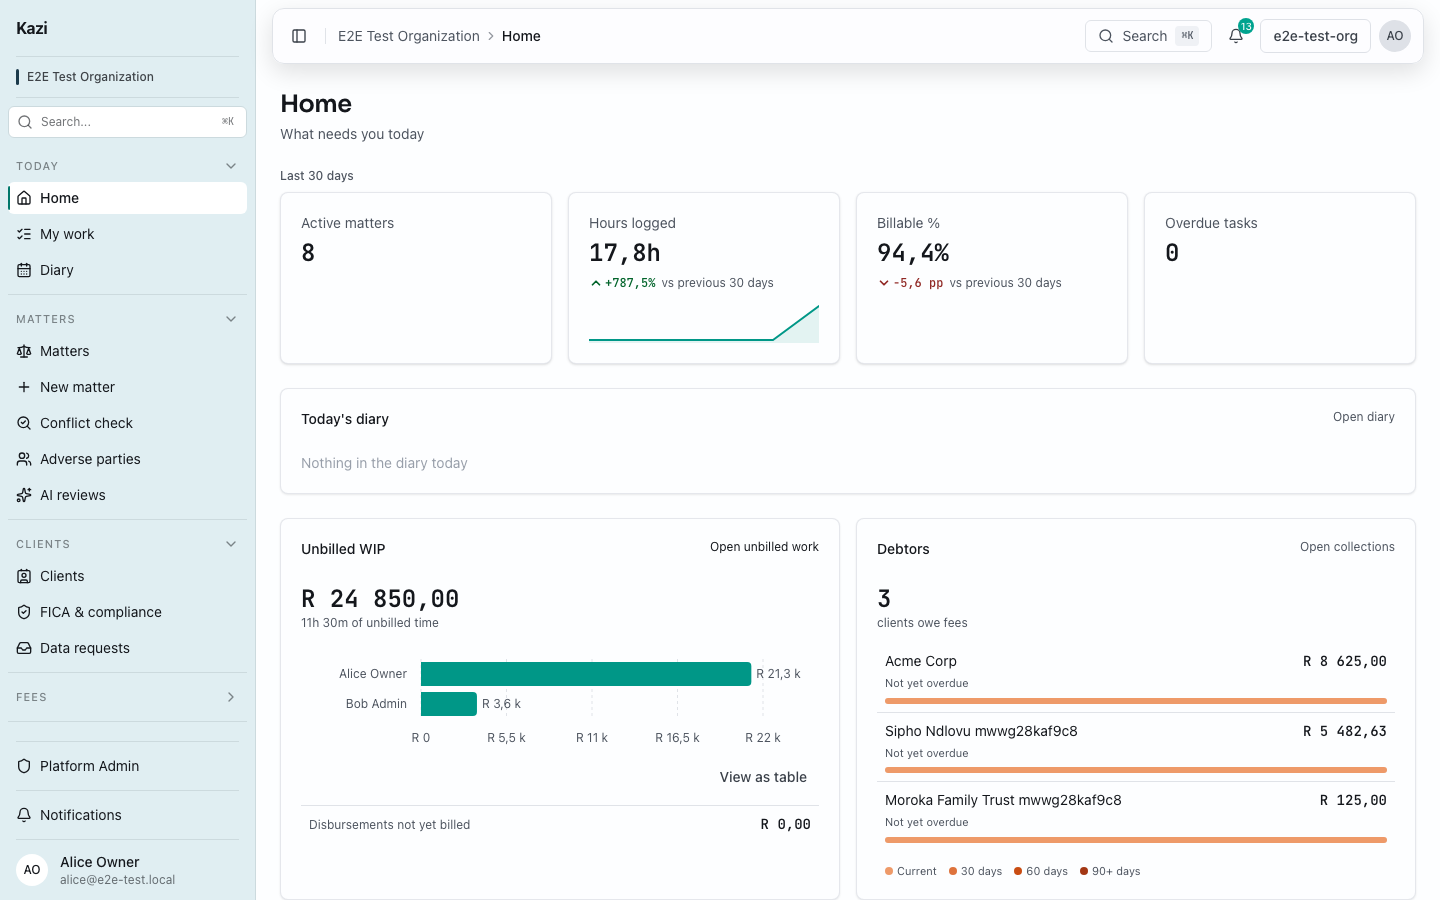 Kazi
E2E Test Organization
Search...
⌘K
TODAY
Home
My work
Diary
MATTERS
Matters
New matter
Conflict check
Adverse parties
AI reviews
CLIENTS
Clients
FICA & compliance
Data requests
FEES
Platform Admin
Notifications
AO
Alice Owner
alice@e2e-test.local
E2E Test Organization > Home
Search ⌘K
13
e2e-test-org
AO
Home
What needs you today
Last 30 days
Active matters
8
Hours logged
17,8h
+787,5% vs previous 30 days
Billable %
94,4%
-5,6 pp vs previous 30 days
Overdue tasks
0
Today's diary
Open diary
Nothing in the diary today
Unbilled WIP
Open unbilled work
R 24 850,00
11h 30m of unbilled time
Alice Owner R 21,3 k
Bob Admin R 3,6 k
R 0 R 5,5 k R 11 k R 16,5 k R 22 k
View as table
Disbursements not yet billed R 0,00
Debtors
Open collections
3
clients owe fees
Acme Corp R 8 625,00
Not yet overdue
Sipho Ndlovu mwwg28kaf9c8 R 5 482,63
Not yet overdue
Moroka Family Trust mwwg28kaf9c8 R 125,00
Not yet overdue
Current 30 days 60 days 90+ days